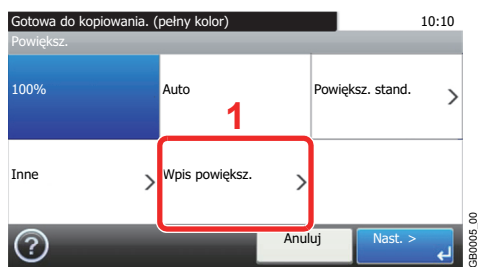 Gotowa do kopiowania. (pełny kolor) 10:10
Powiększ.
100% Auto Powiększ. stand.
1
Inne Wpis powiększ.
? Anuluj Nast. >
GB0005_00